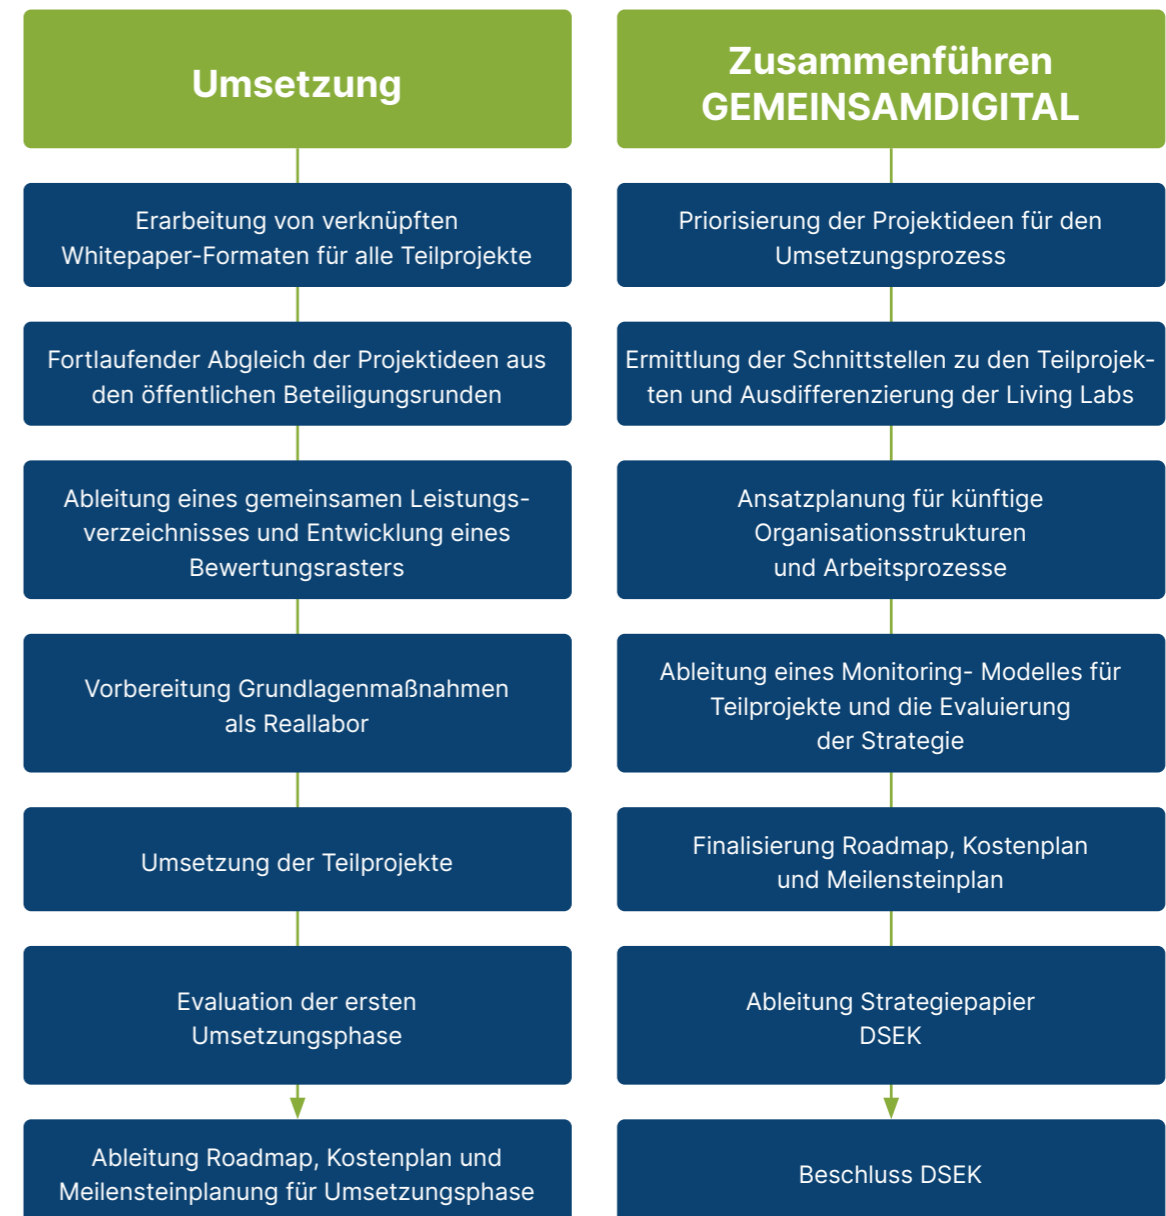 Umsetzung
Erarbeitung von verknüpften
Whitepaper-Formaten für alle Teilprojekte
Fortlaufender Abgleich der Projektideen aus
den öffentlichen Beteiligungsrunden
Ableitung eines gemeinsamen Leistungs-
verzeichnisses und Entwicklung eines
Bewertungsrasters
Vorbereitung Grundlagenmaßnahmen
als Reallabor
Umsetzung der Teilprojekte
Evaluation der ersten
Umsetzungsphase
Ableitung Roadmap, Kostenplan und
Meilensteinplanung für Umsetzungsphase
Zusammenführen
GEMEINSAMDIGITAL
Priorisierung der Projektideen für den
Umsetzungsprozess
Ermittlung der Schnittstellen zu den Teilprojek-
ten und Ausdifferenzierung der Living Labs
Ansatzplanung für künftige
Organisationsstrukturen
und Arbeitsprozesse
Ableitung eines Monitoring- Modelles für
Teilprojekte und die Evaluierung
der Strategie
Finalisierung Roadmap, Kostenplan
und Meilensteinplan
Ableitung Strategiepapier
DSEK
Beschluss DSEK